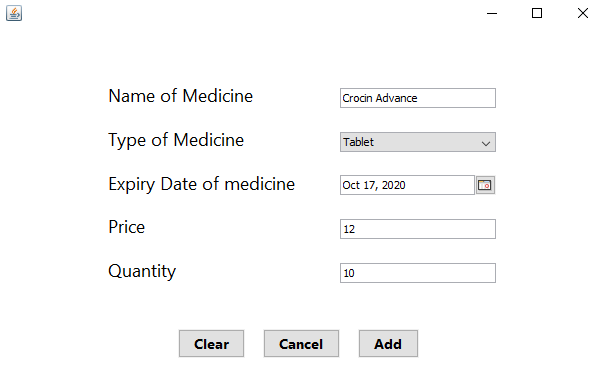 Name of Medicine Crocin Advance
Type of Medicine Tablet
Expiry Date of medicine Oct 17, 2020
Price 12
Quantity 10
Clear Cancel Add